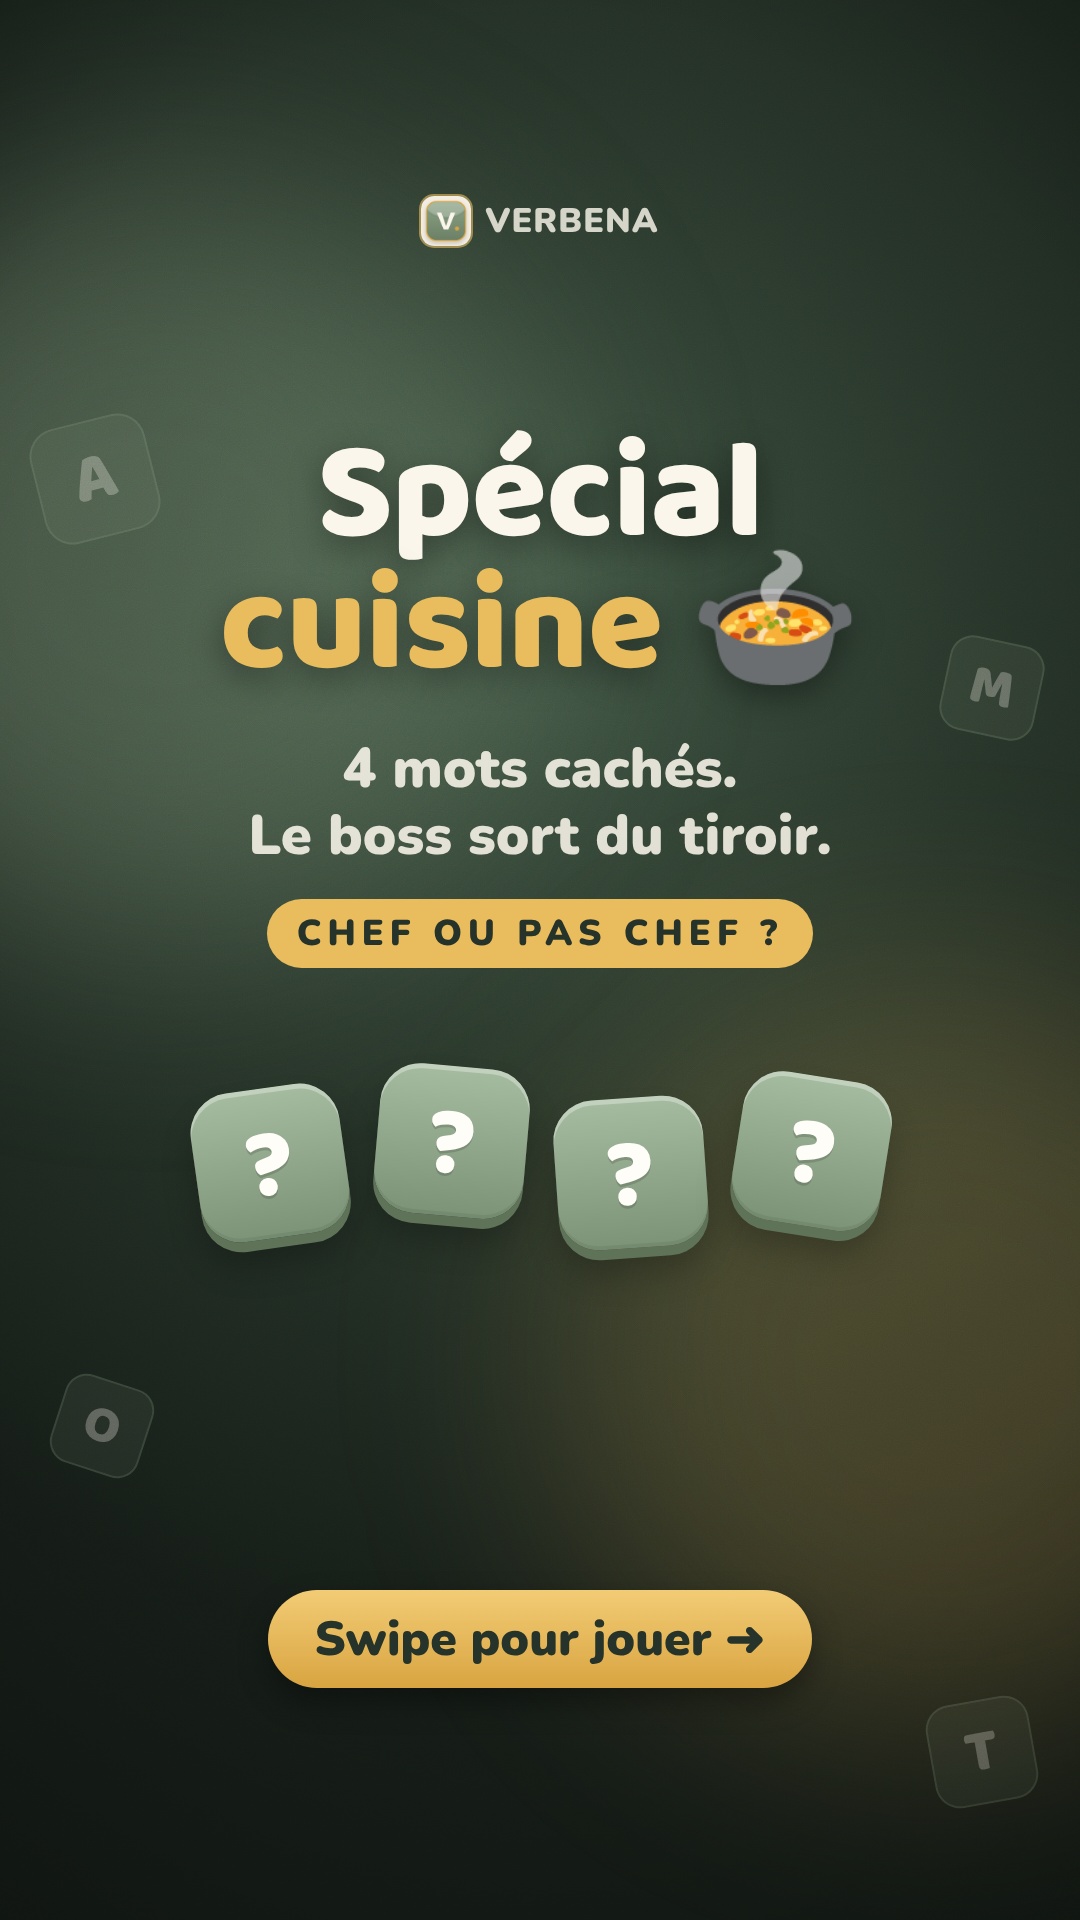 V.
VERBENA
A
Spécial
cuisine
M
4 mots cachés.
Le boss sort du tiroir.
CHEF OU PAS CHEF ?
? ? ? ?
O
Swipe pour jouer ➜
T